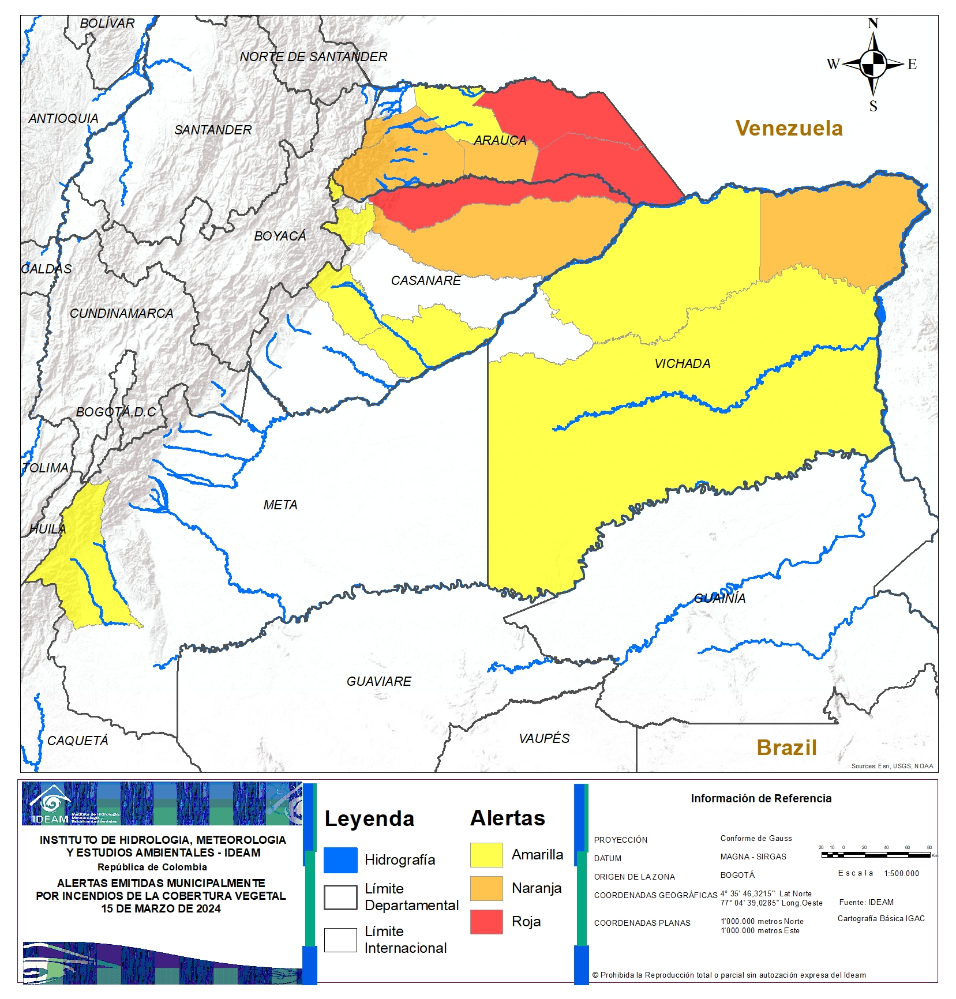 BOLÍVAR
NORTE DE SANTANDER
N
W
E
S
ANTIOQUIA
SANTANDER
Venezuela
ARAUCA
BOYACÁ
CALDAS
CASANARE
CUNDINAMARCA
VICHADA
BOGOTÁ,D.C
TOLIMA
META
HUILA
GUAINÍA
GUAVIARE
CAQUETÁ
VAUPÉS
Brazil
Sources: Esri, USGS, NOAA
IDEAM
Instituto de Hidrología,
Meteorología y
Estudios Ambientales
INSTITUTO DE HIDROLOGIA, METEOROLOGIA
Y ESTUDIOS AMBIENTALES - IDEAM
República de Colombia
ALERTAS EMITIDAS MUNICIPALMENTE
POR INCENDIOS DE LA COBERTURA VEGETAL
15 DE MARZO DE 2024
Leyenda
Hidrografía
Límite
Departamental
Límite
Internacional
Alertas
Amarilla
Naranja
Roja
Información de Referencia
PROYECCIÓN Conforme de Gauss
DATUM MAGNA - SIRGAS
ORIGEN DE LA ZONA BOGOTÁ
COORDENADAS GEOGRÁFICAS 4° 35' 46,3215'' Lat.Norte
77° 04' 39,0285" Long.Oeste
COORDENADAS PLANAS 1'000.000 metros Norte
1'000.000 metros Este
20 10 0 20 40 60 80
Km
Escala 1:500.000
Fuente: IDEAM
Cartografía Básica IGAC
© Prohibida la Reproducción total o parcial sin autozación expresa del Ideam